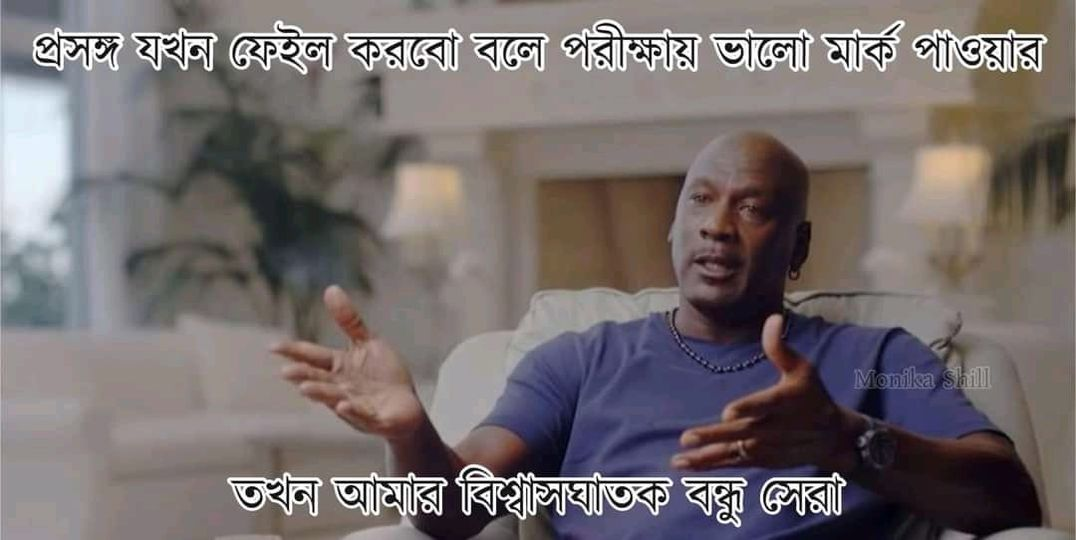 প্রসঙ্গ যখন ফেইল করবো বলে পরীক্ষায় ভালো মার্ক পাওয়ার
Monika Shill
তখন আমার বিশ্বাসঘাতক বন্ধু সেরা